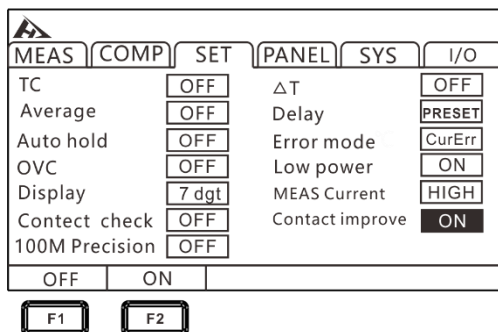 MEAS COMP SET PANEL SYS I/O
TC OFF △T OFF
Average OFF Delay PRESET
Auto hold OFF Error mode CurErr
OVC OFF Low power ON
Display 7 dgt MEAS Current HIGH
Contect check OFF Contact improve ON
100M Precision OFF
OFF ON
F1 F2